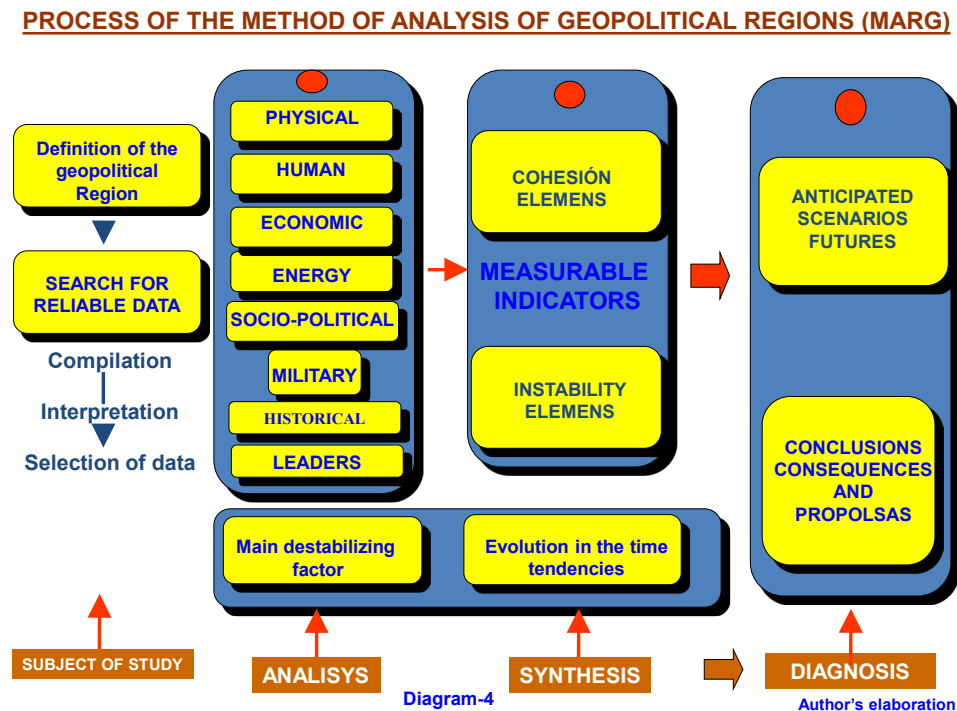 PROCESS OF THE METHOD OF ANALYSIS OF GEOPOLITICAL REGIONS (MARG)
Definition of the
geopolitical
Region
SEARCH FOR
RELIABLE DATA
Compilation
Interpretation
Selection of data
PHYSICAL
HUMAN
ECONOMIC
ENERGY
SOCIO-POLITICAL
MILITARY
HISTORICAL
LEADERS
COHESIÓN
ELEMENS
MEASURABLE
INDICATORS
INSTABILITY
ELEMENS
ANTICIPATED
SCENARIOS
FUTURES
CONCLUSIONS
CONSEQUENCES
AND
PROPOLSAS
Main destabilizing
factor
Evolution in the time
tendencies
SUBJECT OF STUDY
ANALISYS
SYNTHESIS
DIAGNOSIS
Diagram-4
Author's elaboration